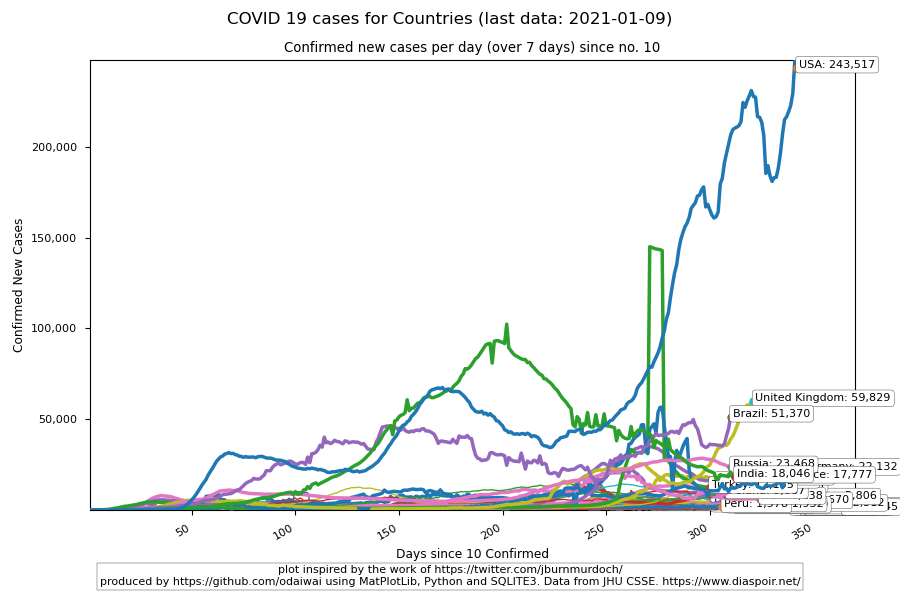 COVID 19 cases for Countries (last data: 2021-01-09)
Confirmed new cases per day (over 7 days) since no. 10
USA: 243,517
200,000
150,000
Confirmed New Cases
100,000
50,000
United Kingdom: 59,829
Brazil: 51,370
Russia: 23,468
22,132
India: 18,046
17,777
Peru:
50
100
150
200
250
300
350
Days since 10 Confirmed
plot inspired by the work of https://twitter.com/jburnmurdoch/
produced by https://github.com/odaiwai using MatPlotLib, Python and SQLITE3. Data from JHU CSSE. https://www.diaspoir.net/